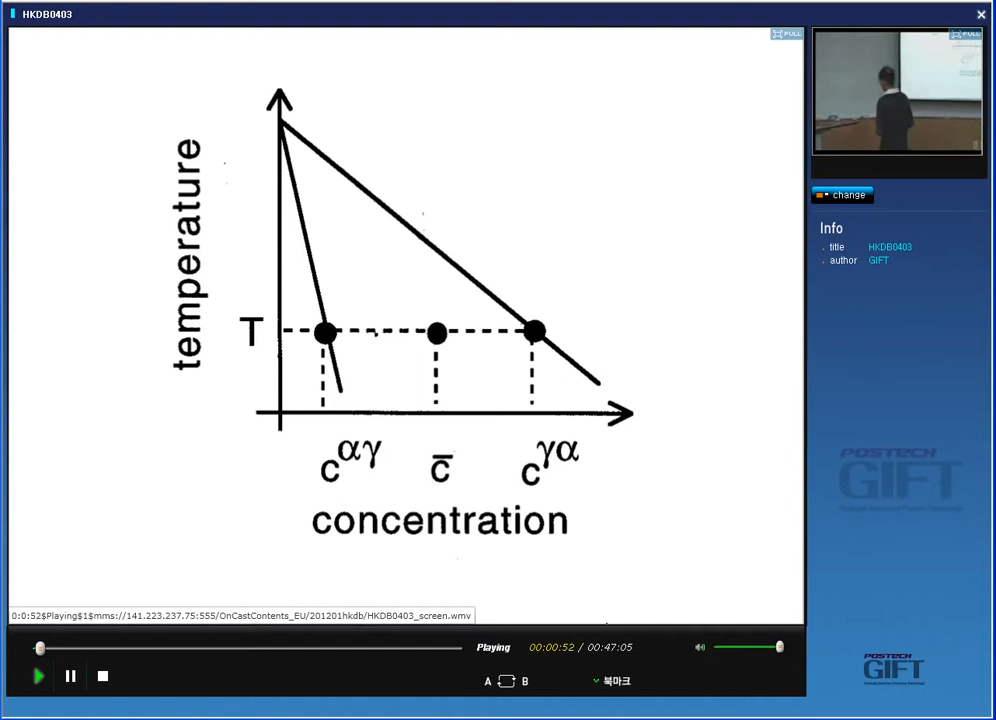 HKDB0403
FULL
FULL
temperature
T
c^αγ
c̄
c^γα
concentration
change
Info
title HKDB0403
author GIFT
POSTECH
GIFT
0:0:52$Playing$1$mms://141.223.237.75:555/OnCastContents_EU/201201hkdb/HKDB0403_screen.wmv
Playing 00:00:52 / 00:47:05
A B 북마크
POSTECH
GIFT